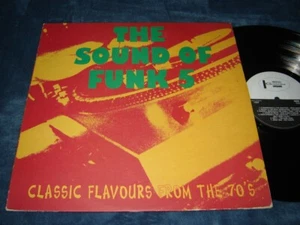 THE
SOUND OF
FUNK 5
CLASSIC FLAVOURS FROM THE 70'S